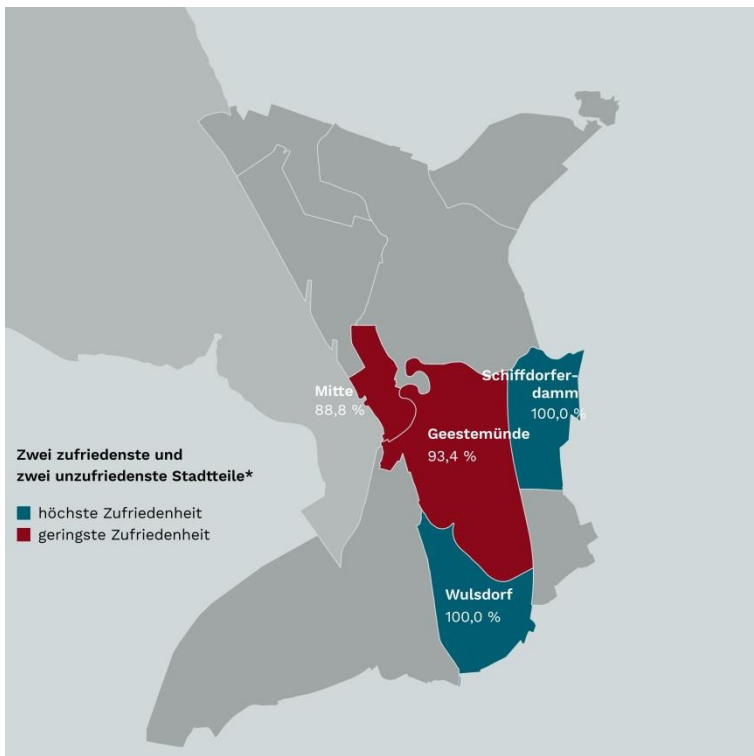 Schiffdorfer-
damm
100,0 %
Mitte
88,8 %
Geestemünde
93,4 %
Zwei zufriedenste und
zwei unzufriedenste Stadtteile*
höchste Zufriedenheit
geringste Zufriedenheit
Wulsdorf
100,0 %